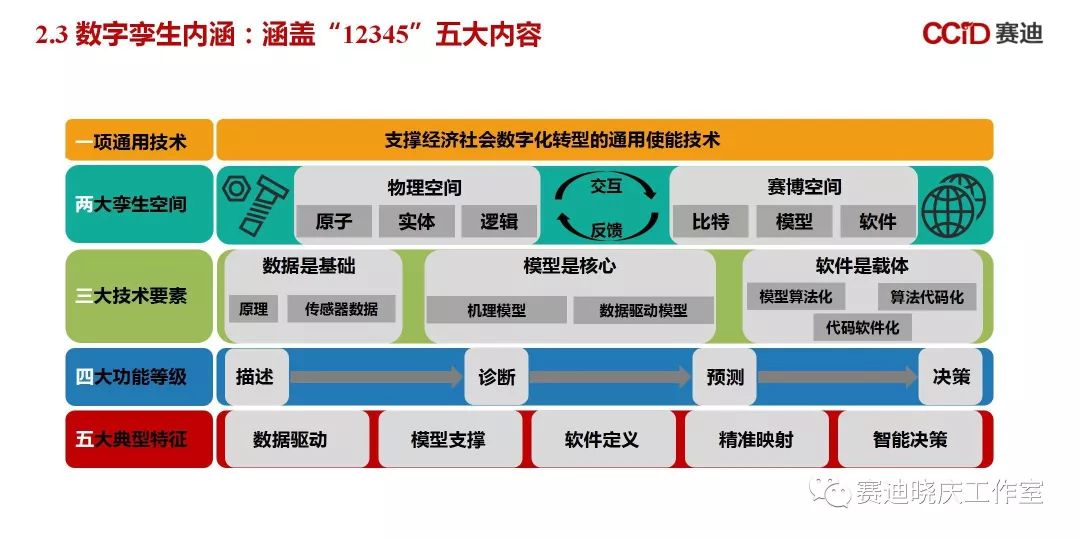 2.3 数字孪生内涵：涵盖“12345”五大内容
CCiD 赛迪
一项通用技术
支撑经济社会数字化转型的通用使能技术
两大孪生空间
物理空间
原子 实体 逻辑
交互
反馈
赛博空间
比特 模型 软件
三大技术要素
数据是基础
原理 传感器数据
模型是核心
机理模型 数据驱动模型
软件是载体
模型算法化 算法代码化
代码软件化
四大功能等级
描述 诊断 预测 决策
五大典型特征
数据驱动 模型支撑 软件定义 精准映射 智能决策
赛迪晓庆工作室